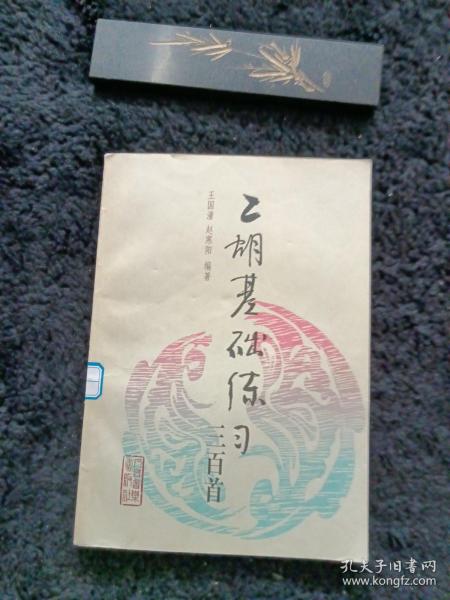 王国潼 赵寒阳 编著
二胡基础练习
三百首
孔夫子旧书网
www.kongfz.com